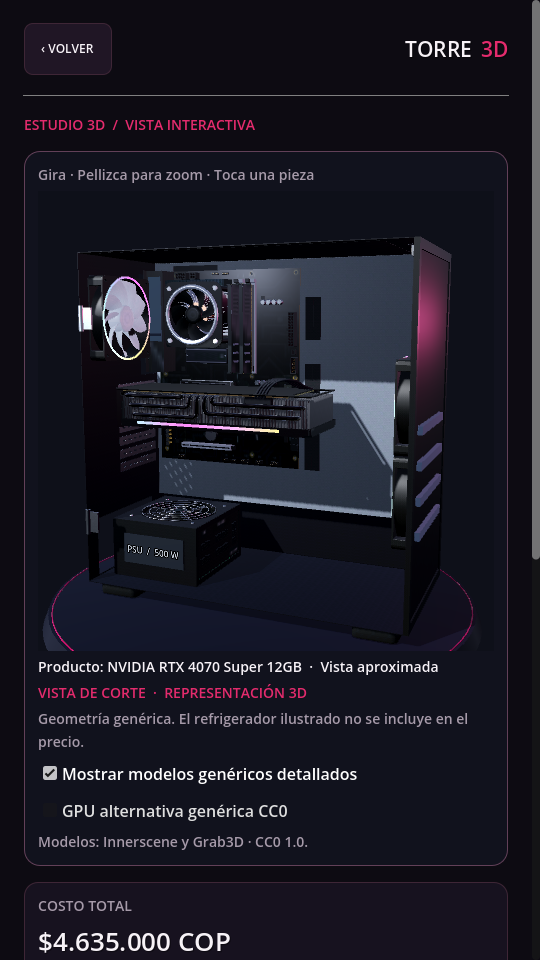 ‹ VOLVER
TORRE 3D
ESTUDIO 3D / VISTA INTERACTIVA
Gira · Pellizca para zoom · Toca una pieza
PSU / 500 W
Producto: NVIDIA RTX 4070 Super 12GB · Vista aproximada
VISTA DE CORTE · REPRESENTACIÓN 3D
Geometría genérica. El refrigerador ilustrado no se incluye en el
precio.
Mostrar modelos genéricos detallados
GPU alternativa genérica CC0
Modelos: Innerscene y Grab3D · CC0 1.0.
COSTO TOTAL
$4.635.000 COP